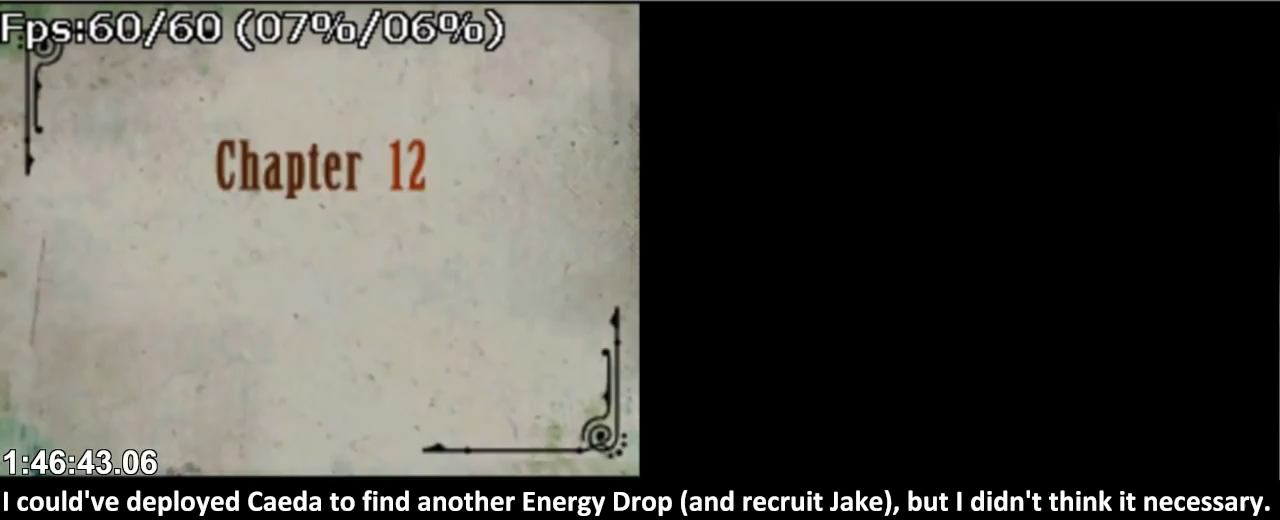 Fps:60/60 (07%/06%)
Chapter 12
1:46:43.06
I could've deployed Caeda to find another Energy Drop (and recruit Jake), but I didn't think it necessary.